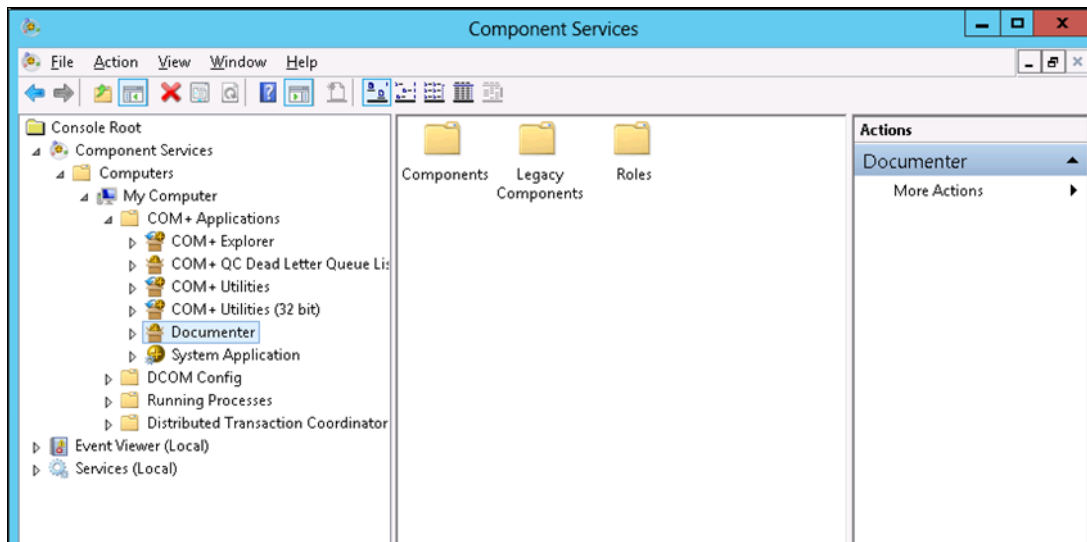 Component Services
File Action View Window Help
Console Root
Component Services
Computers
My Computer
COM+ Applications
COM+ Explorer
COM+ QC Dead Letter Queue Lis
COM+ Utilities
COM+ Utilities (32 bit)
Documenter
System Application
DCOM Config
Running Processes
Distributed Transaction Coordinator
Event Viewer (Local)
Services (Local)
Components
Legacy
Components
Roles
Actions
Documenter
More Actions